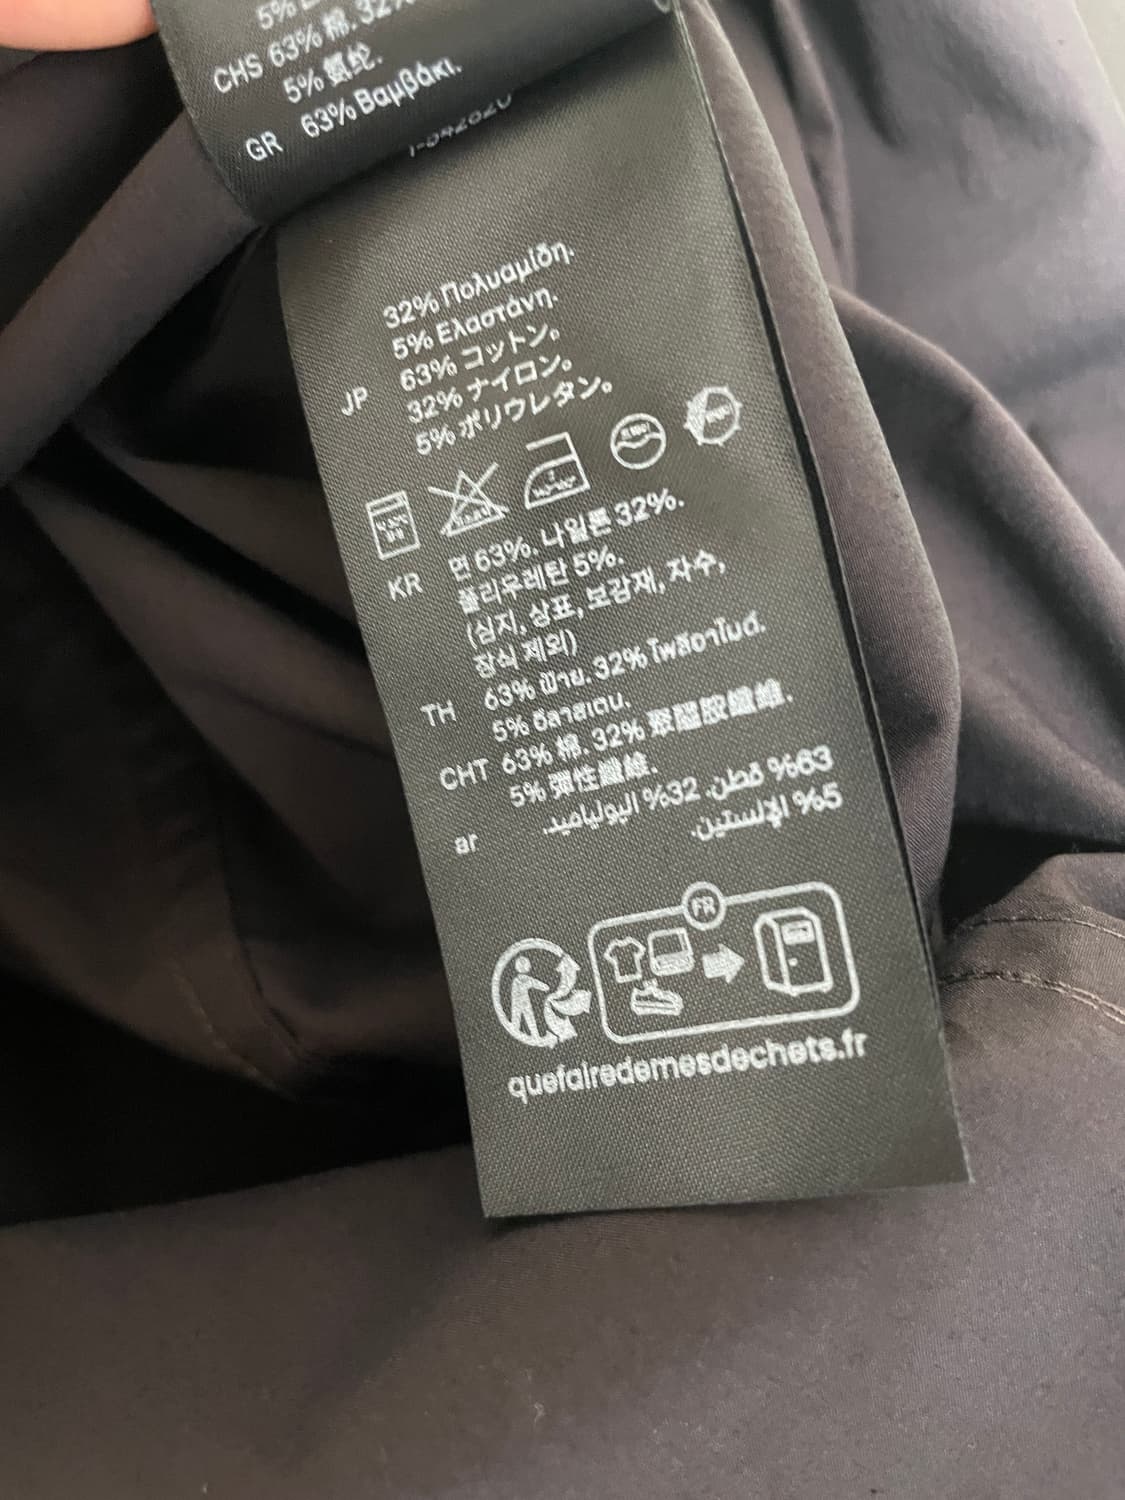 5%
CHS 63% 棉. 32%
5% 氨纶.
GR 63% Βαμβάκι.
32% Πολυαμίδη.
5% Ελαστάνη.
JP 63% コットン。
32% ナイロン。
5% ポリウレタン。
KR 면 63%. 나일론 32%.
폴리우레탄 5%.
(심지, 상표, 보강재, 자수,
장식 제외)
TH 63% ฝ้าย. 32% โพลีอาไมด์.
5% อีลาสเตน.
CHT 63% 棉. 32% 聚醯胺纖維.
5% 彈性纖維.
ar 63% قطن. 32% البولياميد.
5% الإلستين.
FR
quefairedemesdechets.fr